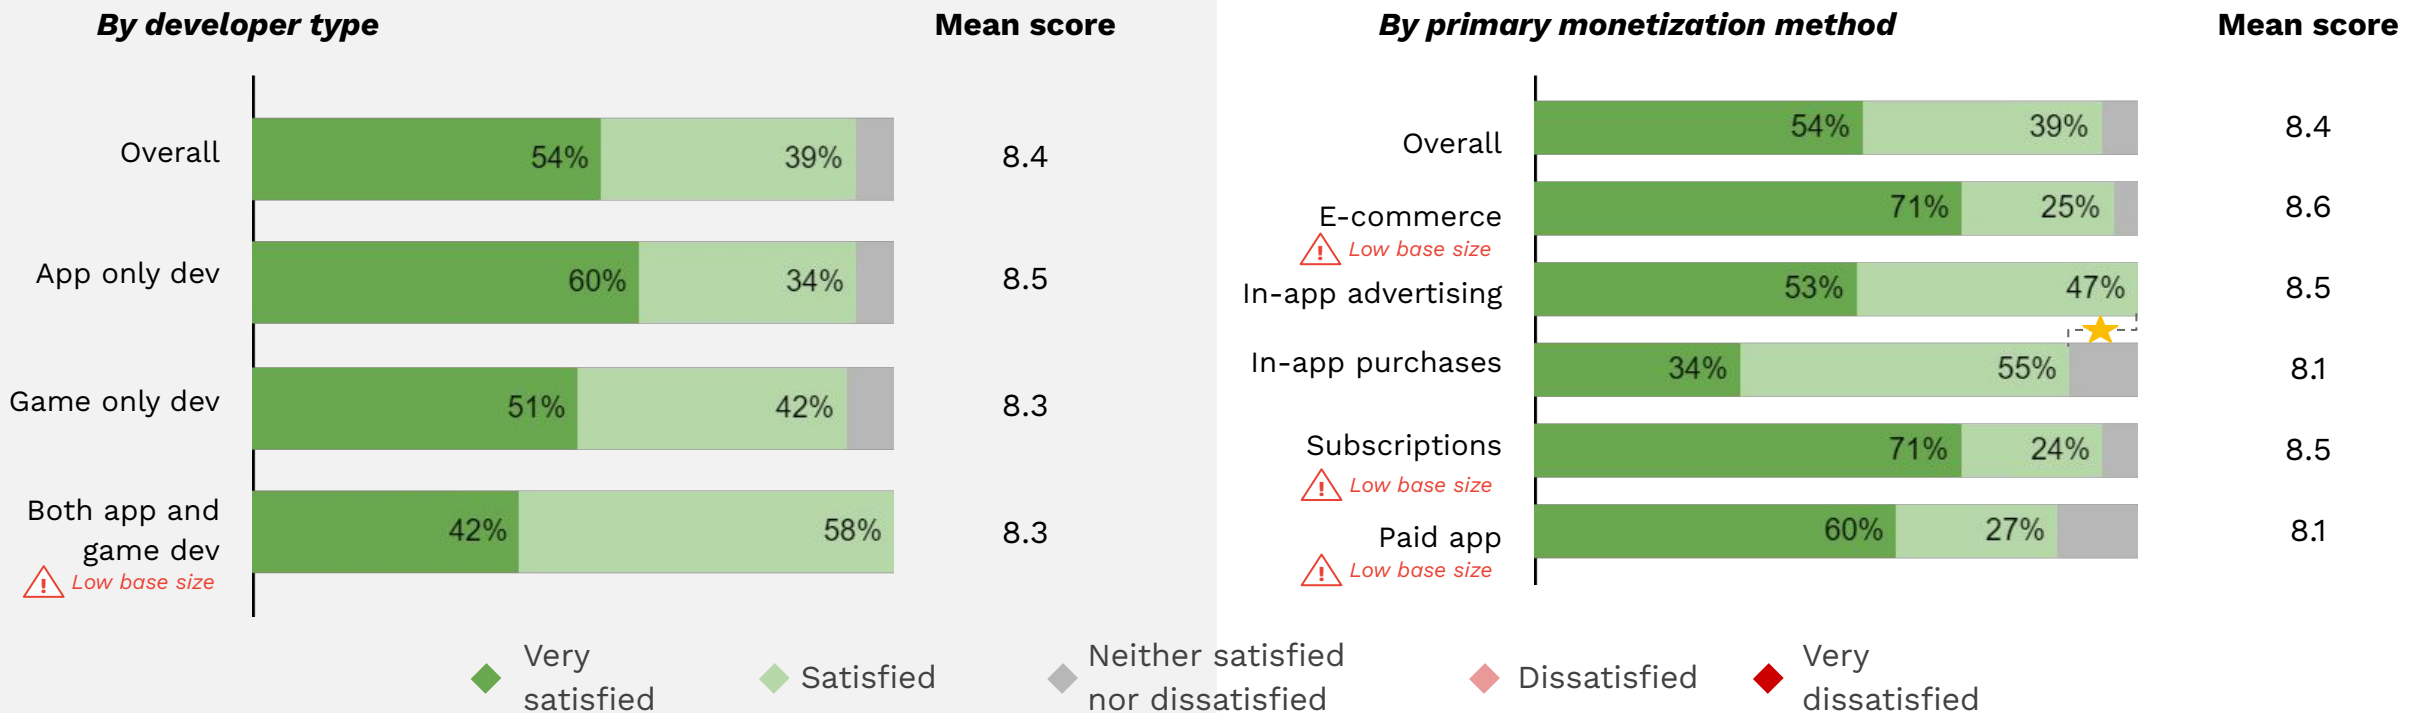 By developer type
Mean score
Overall
54%
39%
8.4
App only dev
60%
34%
8.5
Game only dev
51%
42%
8.3
Both app and
game dev
Low base size
42%
58%
8.3
By primary monetization method
Mean score
Overall
54%
39%
8.4
E-commerce
Low base size
71%
25%
8.6
In-app advertising
53%
47%
8.5
In-app purchases
34%
55%
8.1
Subscriptions
Low base size
71%
24%
8.5
Paid app
Low base size
60%
27%
8.1
Very
satisfied
Satisfied
Neither satisfied
nor dissatisfied
Dissatisfied
Very
dissatisfied